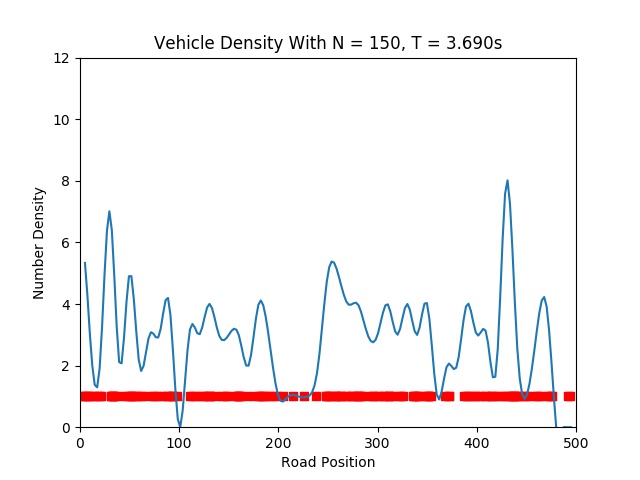 Vehicle Density With N = 150, T = 3.690s
12
10
8
6
4
2
0
Number Density
0 100 200 300 400 500
Road Position